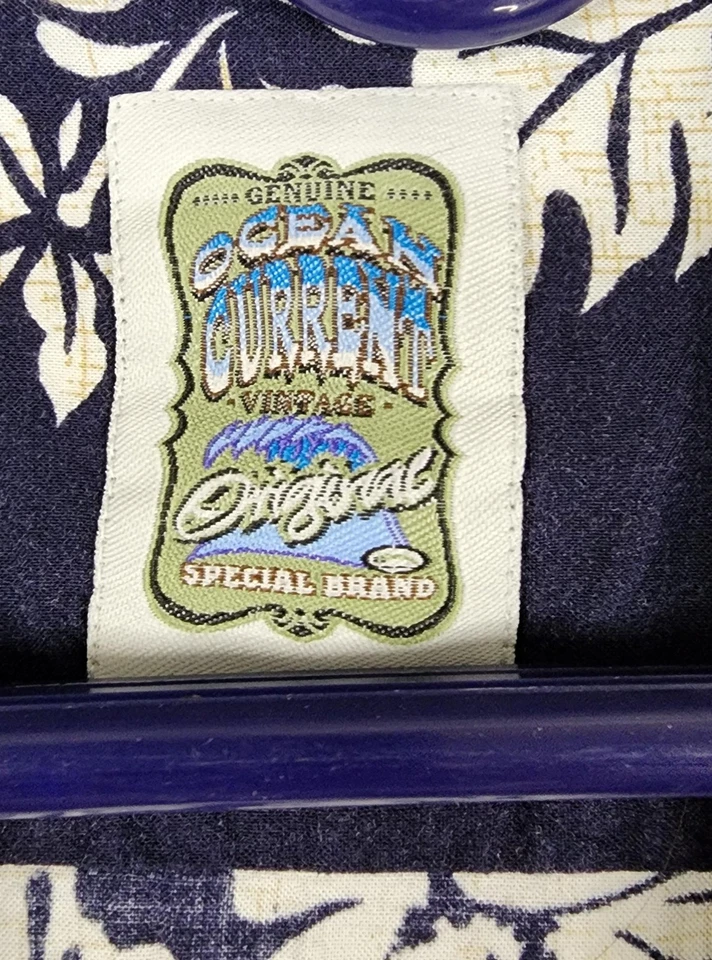 GENUINE
OCEAN
CURRENT
·VINTAGE·
Original
SPECIAL BRAND